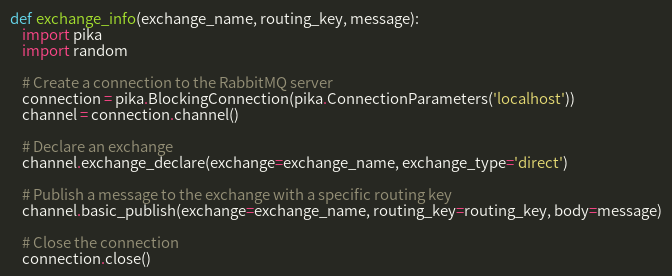 def exchange_info(exchange_name, routing_key, message):
    import pika
    import random

    # Create a connection to the RabbitMQ server
    connection = pika.BlockingConnection(pika.ConnectionParameters('localhost'))
    channel = connection.channel()

    # Declare an exchange
    channel.exchange_declare(exchange=exchange_name, exchange_type='direct')

    # Publish a message to the exchange with a specific routing key
    channel.basic_publish(exchange=exchange_name, routing_key=routing_key, body=message)

    # Close the connection
    connection.close()